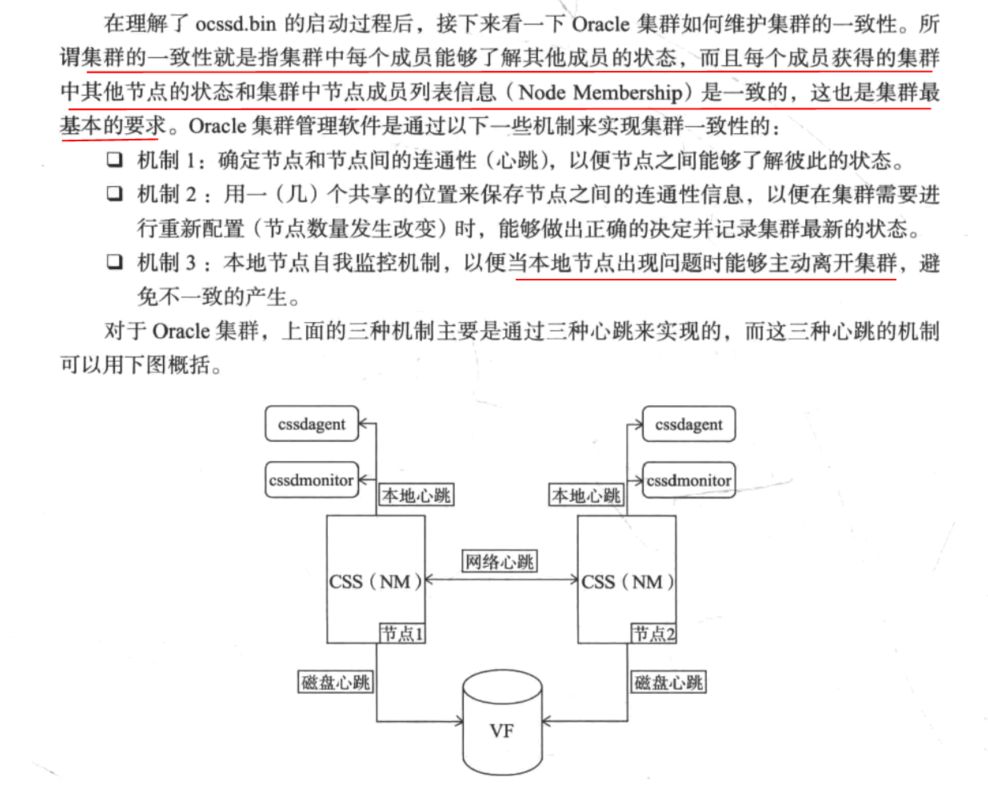 在理解了 ocssd.bin 的启动过程后，接下来看一下 Oracle 集群如何维护集群的一致性。所
谓集群的一致性就是指集群中每个成员能够了解其他成员的状态，而且每个成员获得的集群
中其他节点的状态和集群中节点成员列表信息（Node Membership）是一致的，这也是集群最
基本的要求。Oracle 集群管理软件是通过以下一些机制来实现集群一致性的：
❏ 机制 1：确定节点和节点间的连通性（心跳），以便节点之间能够了解彼此的状态。
❏ 机制 2：用一（几）个共享的位置来保存节点之间的连通性信息，以便在集群需要进
行重新配置（节点数量发生改变）时，能够做出正确的决定并记录集群最新的状态。
❏ 机制 3：本地节点自我监控机制，以便当本地节点出现问题时能够主动离开集群，避
免不一致的产生。
对于 Oracle 集群，上面的三种机制主要是通过三种心跳来实现的，而这三种心跳的机制
可以用下图概括。
cssdagent cssdagent
cssdmonitor cssdmonitor
本地心跳 本地心跳
网络心跳
CSS（NM） CSS（NM）
节点1 节点2
磁盘心跳 磁盘心跳
VF